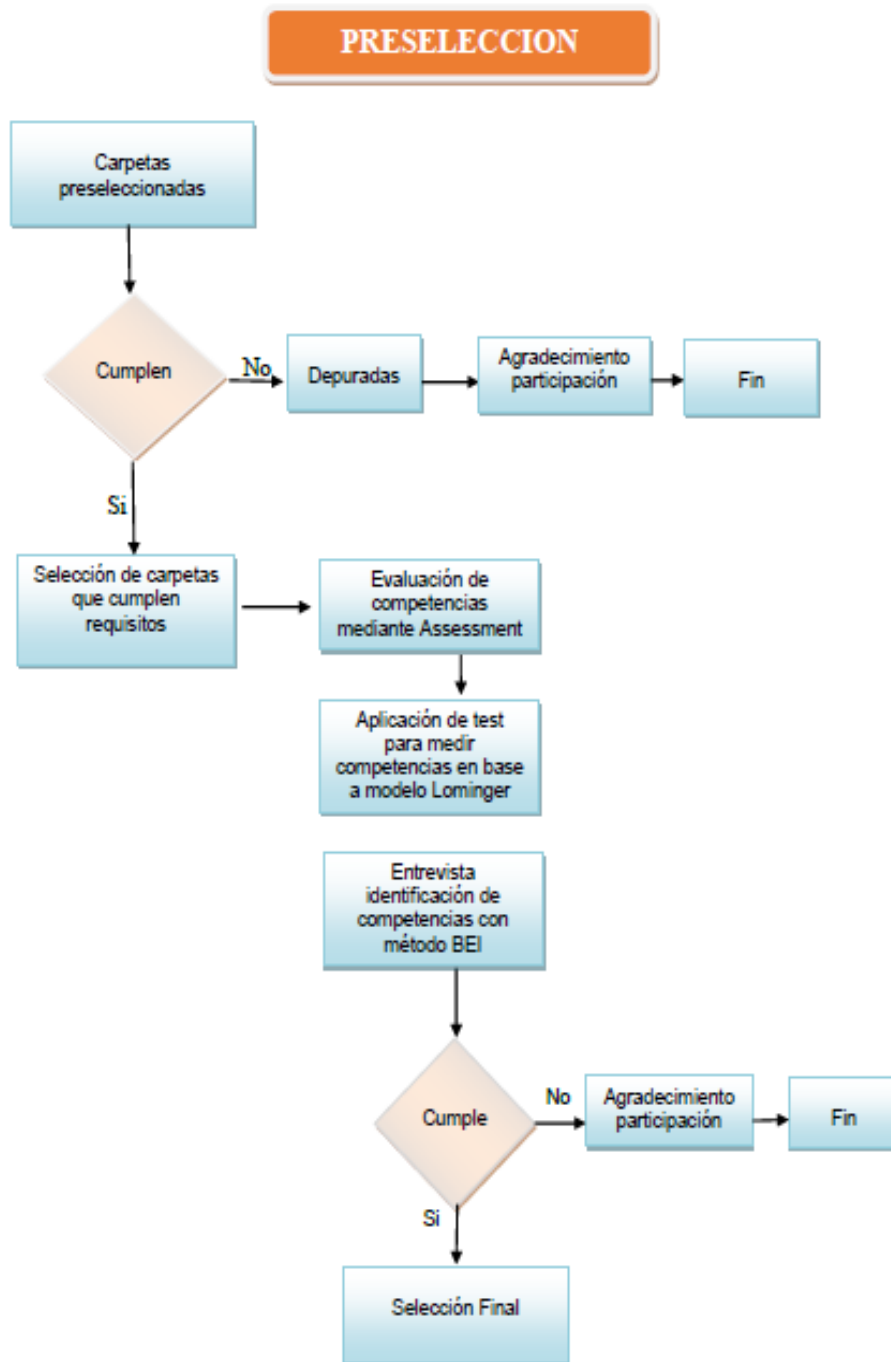 PRESELECCION
Carpetas
preseleccionadas
Cumplen
No
Depuradas
Agradecimiento
participación
Fin
Si
Selección de carpetas
que cumplen
requisitos
Evaluación de
competencias
mediante Assessment
Aplicación de test
para medir
competencias en base
a modelo Lominger
Entrevista
identificación de
competencias con
método BEI
Cumple
No
Agradecimiento
participación
Fin
Si
Selección Final